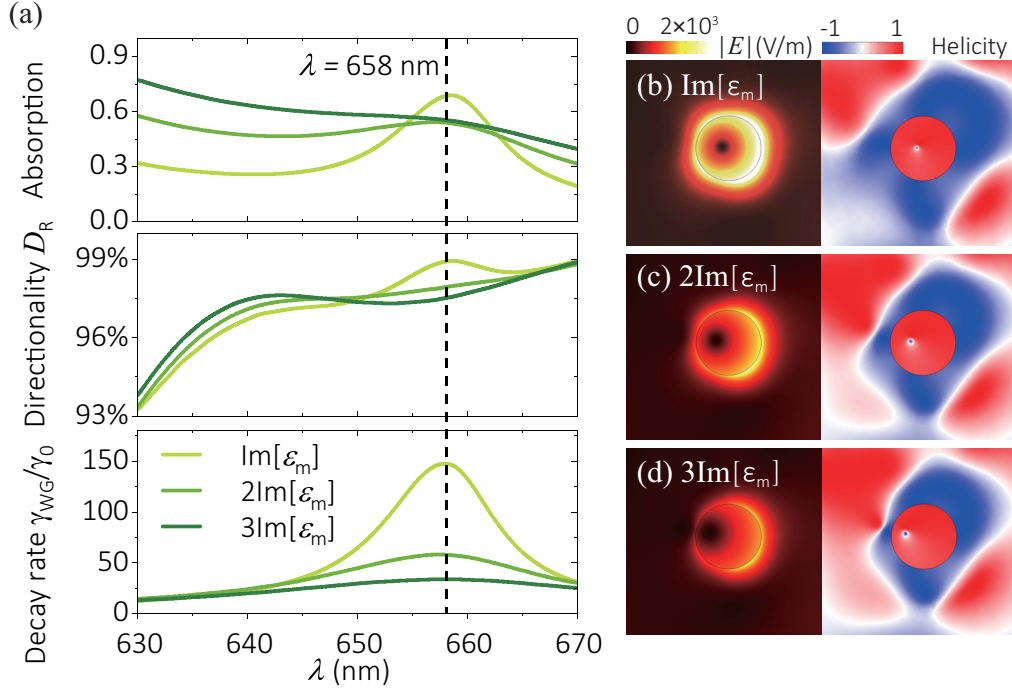 (a)
Absorption
0.9
0.6
0.3
0.0
λ = 658 nm
Directionality D_R
99%
96%
93%
Decay rate γ_WG/γ_0
150
100
50
0
Im[ε_m]
2Im[ε_m]
3Im[ε_m]
630 640 650 660 670
λ (nm)
0 2×10³ |E|(V/m) -1 1 Helicity
(b) Im[ε_m]
(c) 2Im[ε_m]
(d) 3Im[ε_m]